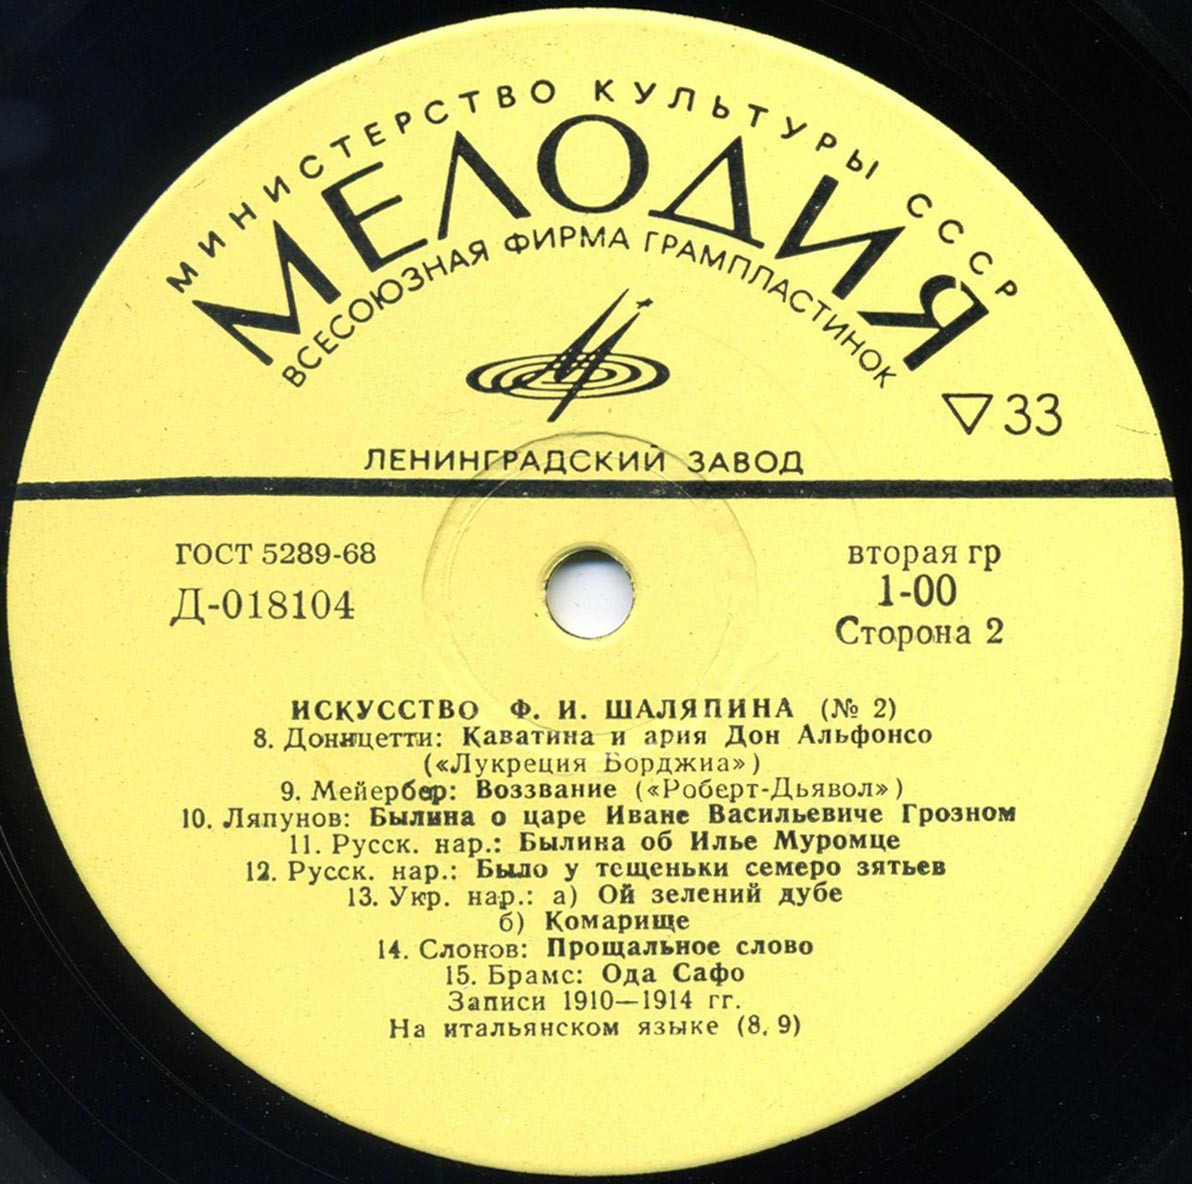 МИНИСТЕРСТВО КУЛЬТУРЫ СССР
МЕЛОДИЯ
ВСЕСОЮЗНАЯ ФИРМА ГРАМПЛАСТИНОК
▽33
ЛЕНИНГРАДСКИЙ ЗАВОД
ГОСТ 5289-68
Д-018104
вторая гр
1-00
Сторона 2
ИСКУССТВО Ф. И. ШАЛЯПИНА (№ 2)
8. Доницетти: Каватина и ария Дон Альфонсо
(«Лукреция Борджиа»)
9. Мейербер: Воззвание («Роберт-Дьявол»)
10. Ляпунов: Былина о царе Иване Васильевиче Грозном
11. Русск. нар.: Былина об Илье Муромце
12. Русск. нар.: Было у тещеньки семеро зятьев
13. Укр. нар.: а) Ой зелений дубе
б) Комарище
14. Слонов: Прощальное слово
15. Брамс: Ода Сафо
Записи 1910—1914 гг.
На итальянском языке (8, 9)